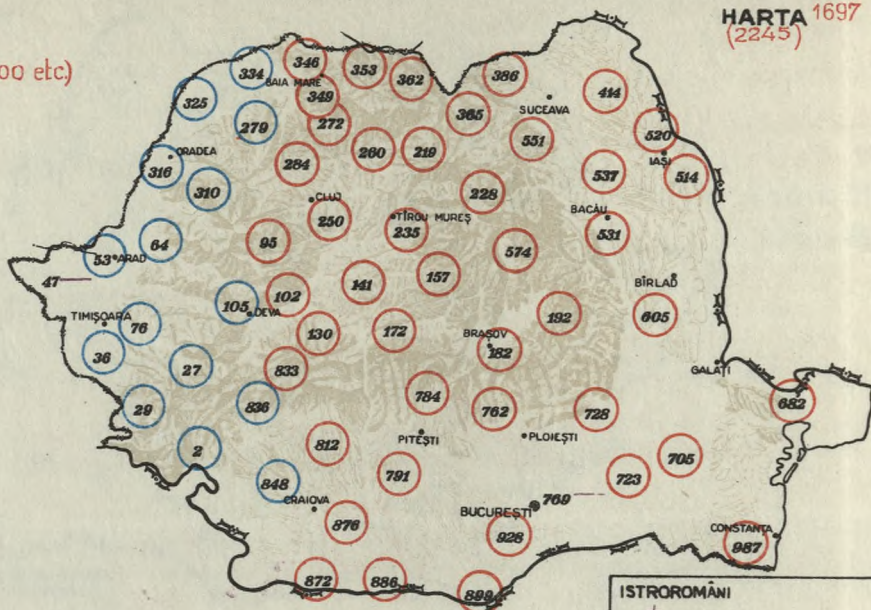 HARTA 1697
(2245)
00 etc.)
334
346
353
362
386
BAIA MARE
325
349
414
SUCEAVA
365
279
272
520
551
ORADEA
260
219
IAȘI
316
284
537
514
310
228
CLUJ
BACĂU
250
TÎRGU MUREȘ
235
531
95
64
574
53
ARAD
157
BÎRLAD
47
141
102
105
DEVA
192
605
TIMIȘOARA
76
130
172
BRAȘOV
182
36
27
833
GALAȚI
784
682
29
836
762
728
PITEȘTI
PLOIEȘTI
2
812
705
791
723
848
CRAIOVA
BUCUREȘTI
769
876
928
CONSTANȚA
987
872
886
899
ISTROROMÂNI